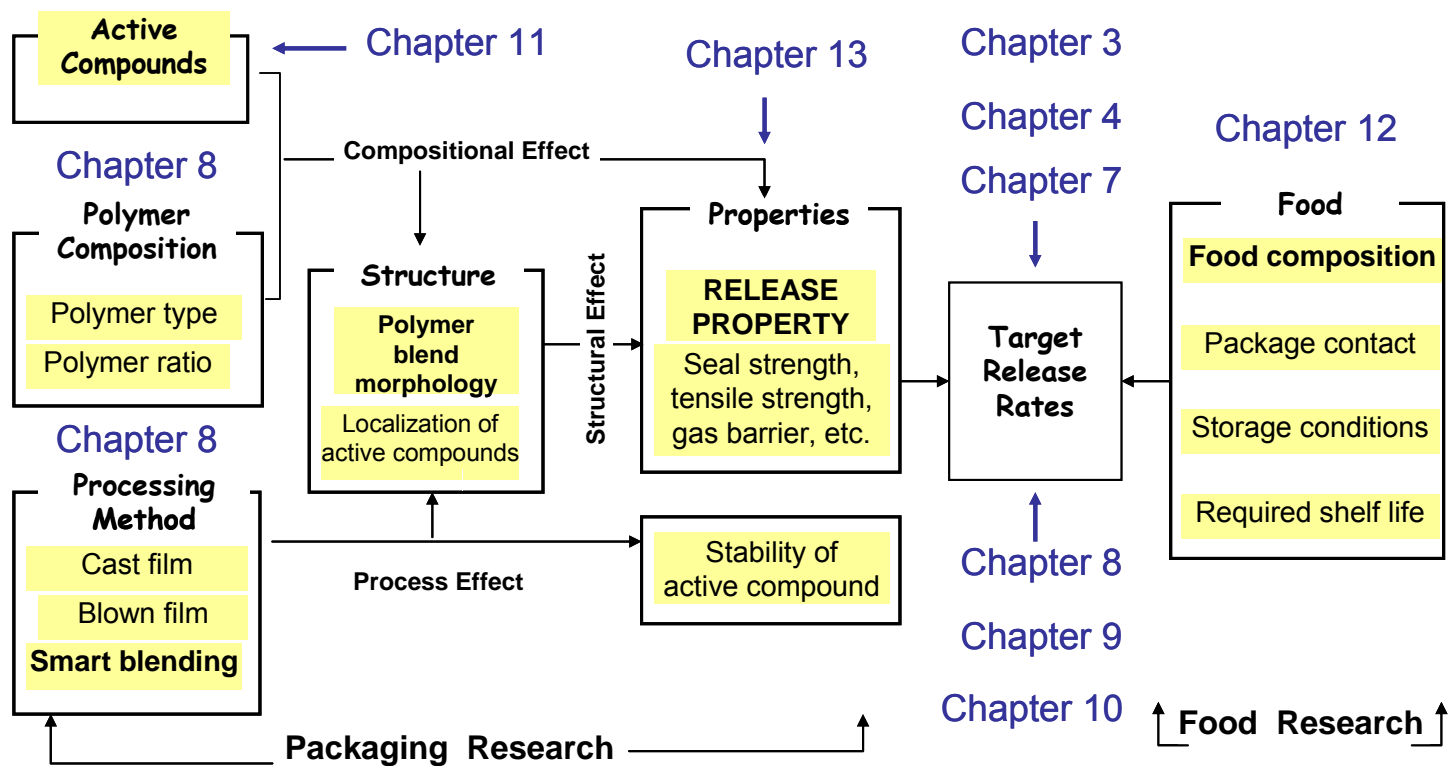 Active
Compounds
Chapter 11
Chapter 8
Polymer
Composition
Polymer type
Polymer ratio
Chapter 8
Processing
Method
Cast film
Blown film
Smart blending
Compositional Effect
Structure
Polymer
blend
morphology
Localization of
active compounds
Process Effect
Structural Effect
Chapter 13
Properties
RELEASE
PROPERTY
Seal strength,
tensile strength,
gas barrier, etc.
Stability of
active compound
Chapter 3
Chapter 4
Chapter 7
Target
Release
Rates
Chapter 8
Chapter 9
Chapter 10
Chapter 12
Food
Food composition
Package contact
Storage conditions
Required shelf life
Packaging Research
Food Research